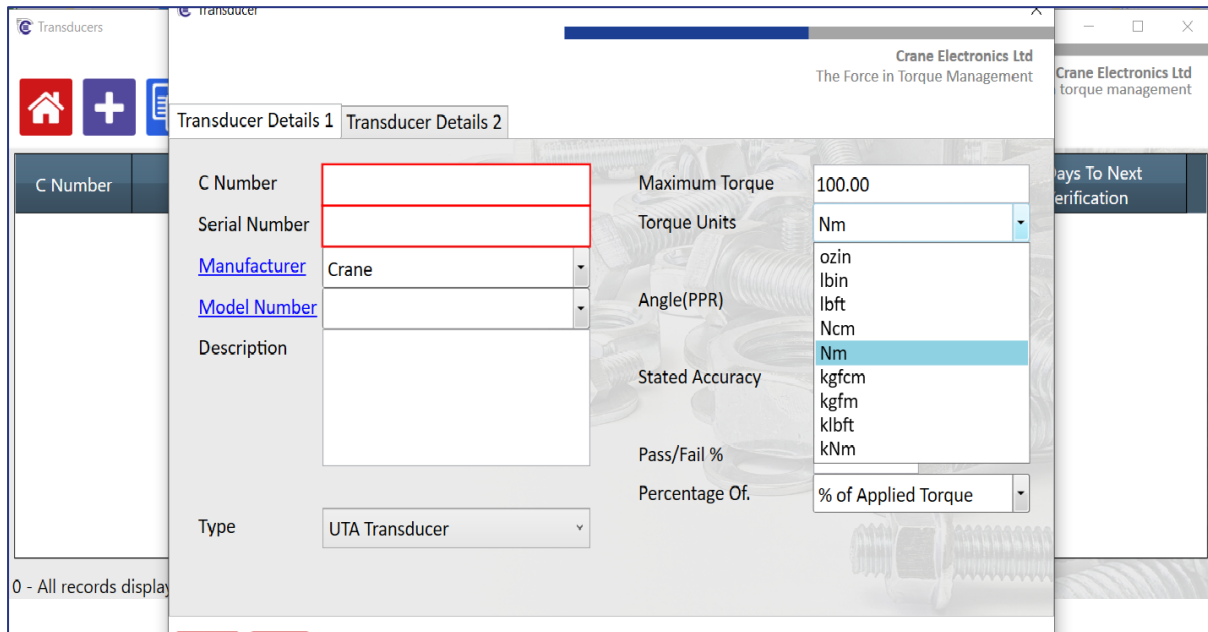 Transducers
Transducer
Crane Electronics Ltd
The Force in Torque Management
Crane Electronics Ltd
torque management
Transducer Details 1
Transducer Details 2
C Number
C Number
Serial Number
Manufacturer
Crane
Model Number
Description
Type
UTA Transducer
Maximum Torque
100.00
Torque Units
Nm
ozin
lbin
lbft
Ncm
Nm
kgfcm
kgfm
klbft
kNm
Angle(PPR)
Stated Accuracy
Pass/Fail %
Percentage Of.
% of Applied Torque
ays To Next
erification
0 - All records display